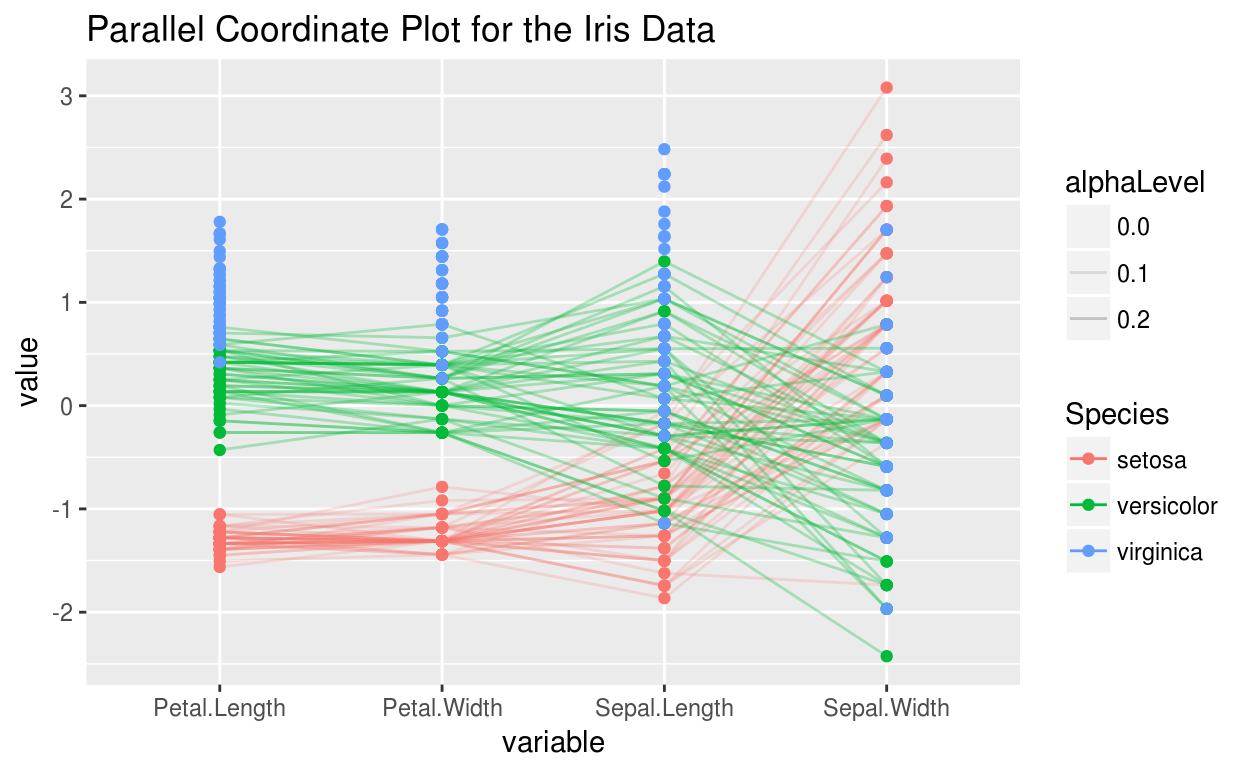 Parallel Coordinate Plot for the Iris Data
value
3
2
1
0
-1
-2
Petal.Length Petal.Width Sepal.Length Sepal.Width
variable
alphaLevel
0.0
0.1
0.2
Species
setosa
versicolor
virginica